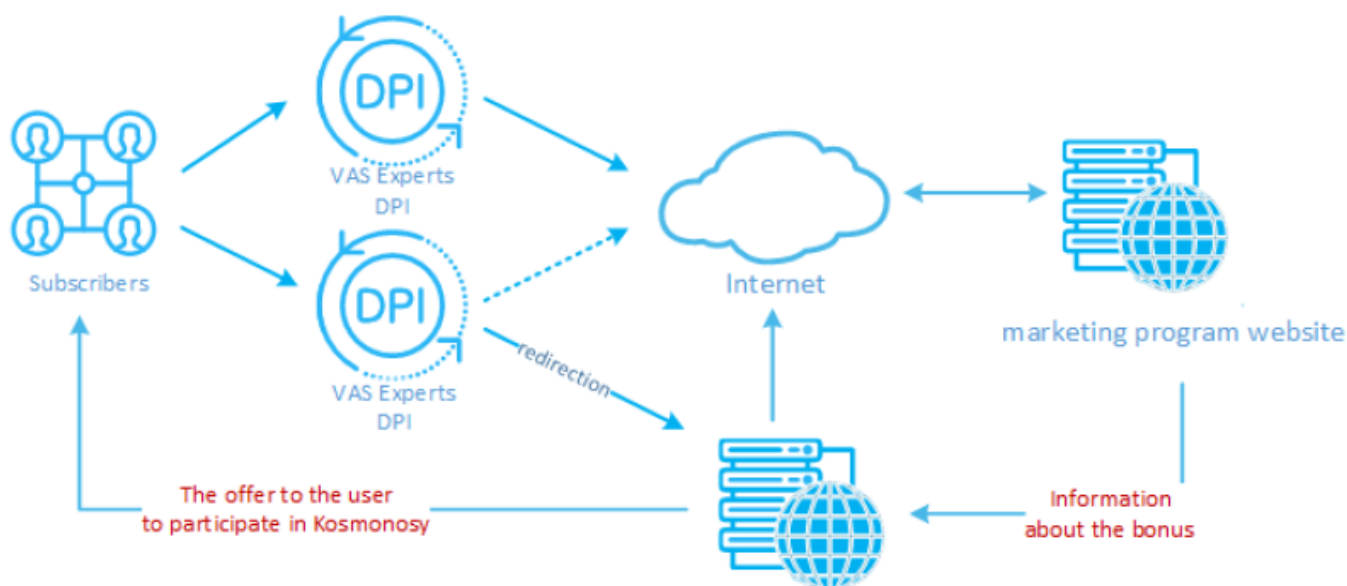 DPI
VAS Experts
DPI
Subscribers
DPI
VAS Experts
DPI
Internet
marketing program website
redirection
The offer to the user
to participate in Kosmonosy
Information
about the bonus